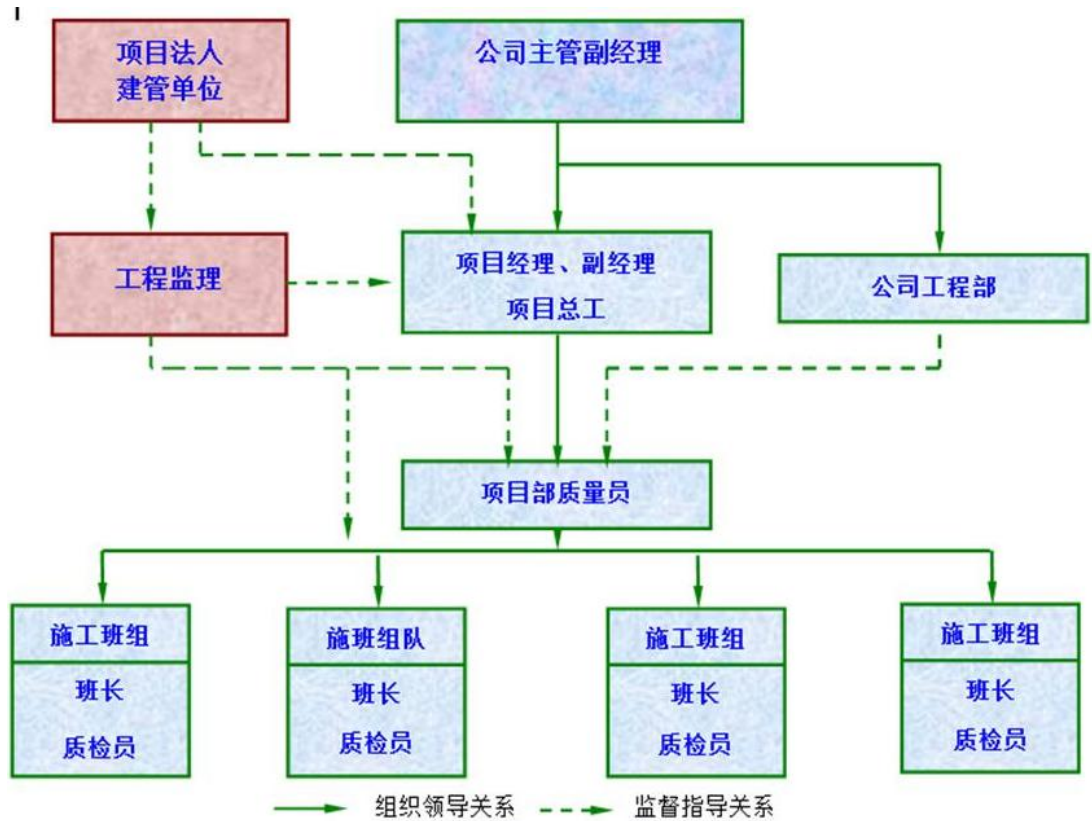 项目法人
建管单位
公司主管副经理
工程监理
项目经理、副经理
项目总工
公司工程部
项目部质量员
施工班组
班长
质检员
施班组队
班长
质检员
施工班组
班长
质检员
施工班组
班长
质检员
组织领导关系
监督指导关系